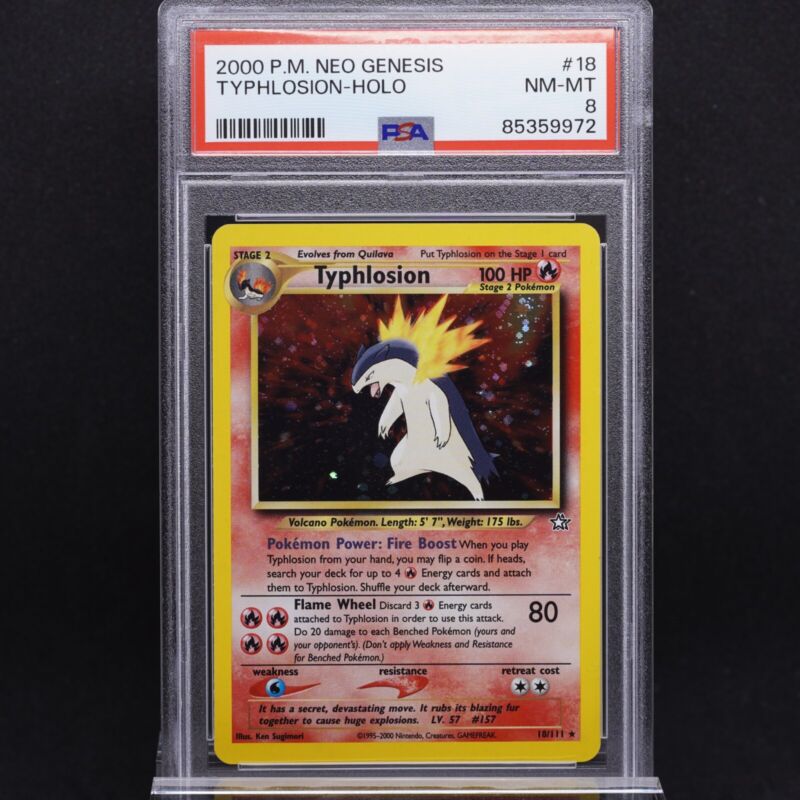 2000 P.M. NEO GENESIS #18
TYPHLOSION-HOLO NM-MT
8
PSA 85359972
STAGE 2 Evolves from Quilava Put Typhlosion on the Stage 1 card
Typhlosion 100 HP
Stage 2 Pokémon
Volcano Pokémon. Length: 5' 7", Weight: 175 lbs.
Pokémon Power: Fire Boost When you play
Typhlosion from your hand, you may flip a coin. If heads,
search your deck for up to 4 Energy cards and attach
them to Typhlosion. Shuffle your deck afterward.
Flame Wheel Discard 3 Energy cards
attached to Typhlosion in order to use this attack. 80
Do 20 damage to each Benched Pokémon (yours and
your opponent's). (Don't apply Weakness and Resistance
for Benched Pokémon.)
weakness resistance retreat cost
It has a secret, devastating move. It rubs its blazing fur
together to cause huge explosions. LV. 57 #157
Illus. Ken Sugimori ©1995-2000 Nintendo, Creatures, GAMEFREAK. 18/111